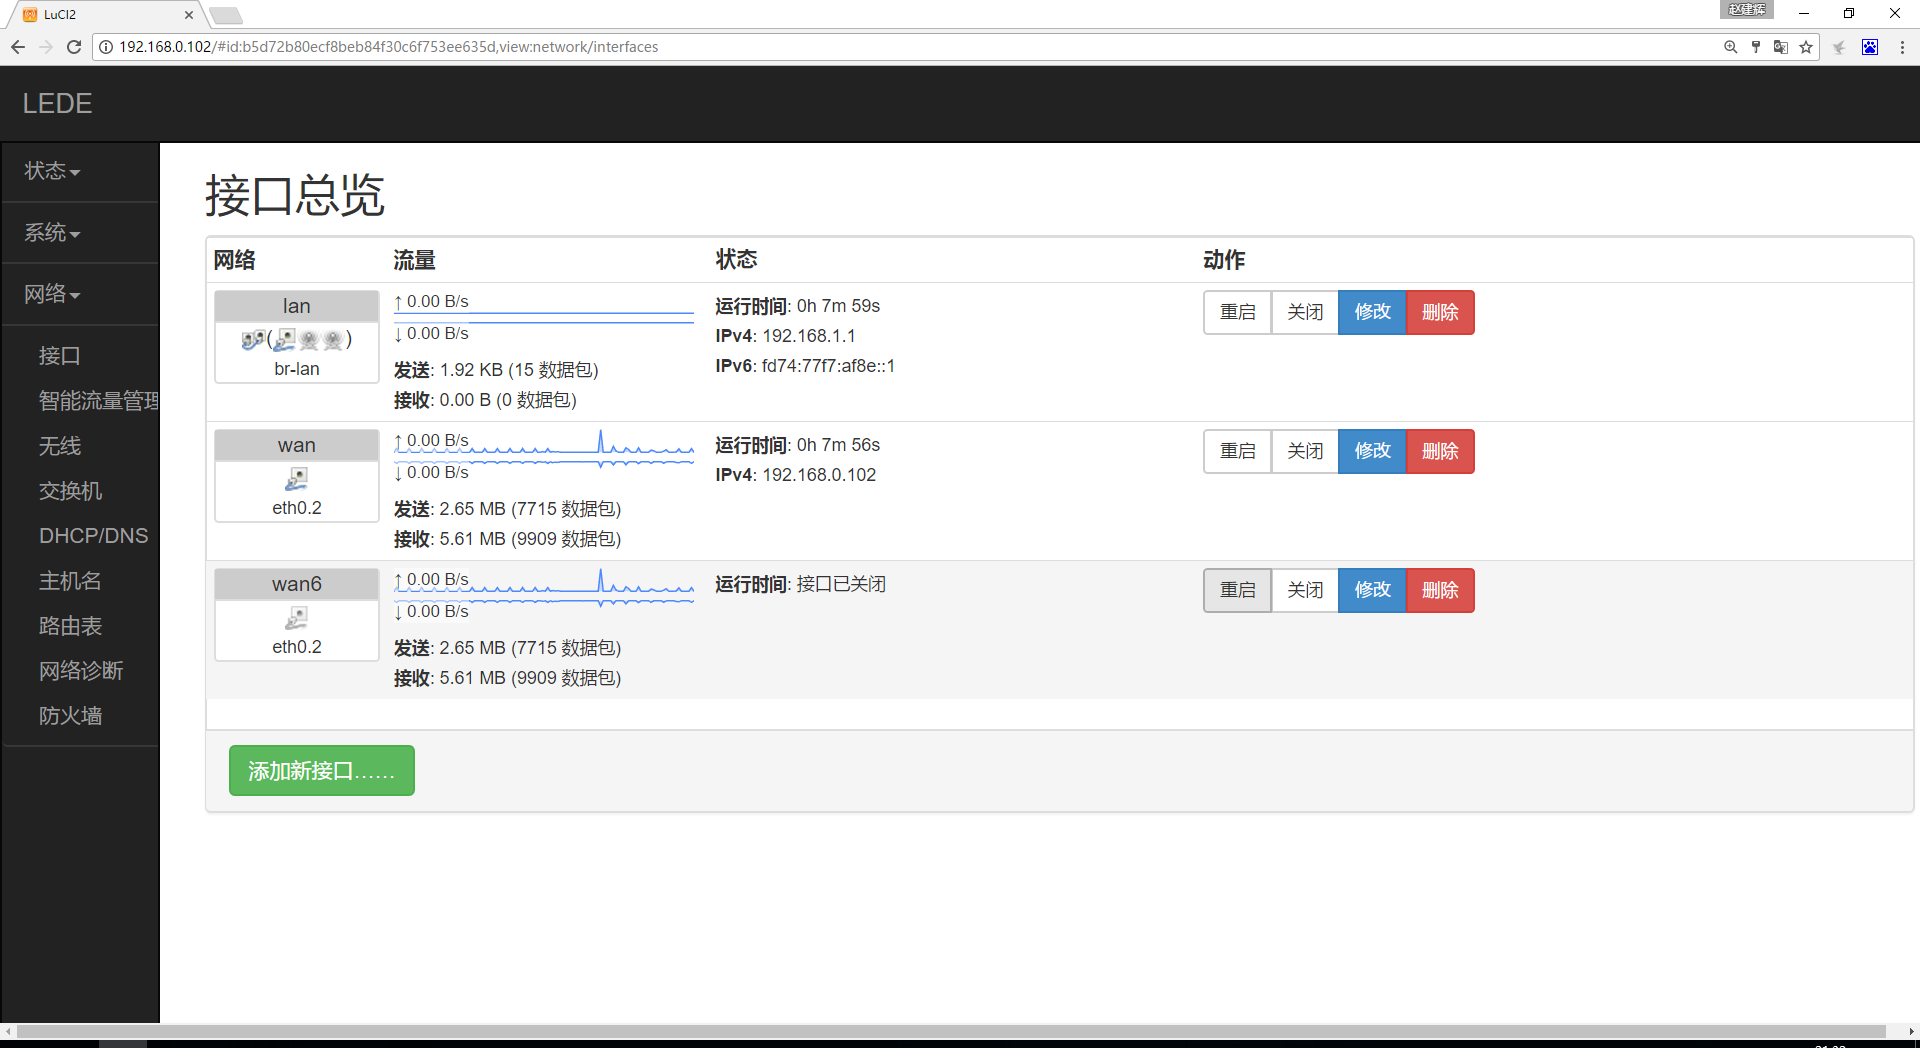 LuCI2
赵建辉
192.168.0.102/#id:b5d72b80ecf8beb84f30c6f753ee635d,view:network/interfaces
LEDE
状态
系统
网络
接口
智能流量管理
无线
交换机
DHCP/DNS
主机名
路由表
网络诊断
防火墙
接口总览
网络 流量 状态 动作
lan
br-lan
↑ 0.00 B/s
↓ 0.00 B/s
发送: 1.92 KB (15 数据包)
接收: 0.00 B (0 数据包)
运行时间: 0h 7m 59s
IPv4: 192.168.1.1
IPv6: fd74:77f7:af8e::1
重启 关闭 修改 删除
wan
eth0.2
↑ 0.00 B/s
↓ 0.00 B/s
发送: 2.65 MB (7715 数据包)
接收: 5.61 MB (9909 数据包)
运行时间: 0h 7m 56s
IPv4: 192.168.0.102
重启 关闭 修改 删除
wan6
eth0.2
↑ 0.00 B/s
↓ 0.00 B/s
发送: 2.65 MB (7715 数据包)
接收: 5.61 MB (9909 数据包)
运行时间: 接口已关闭
重启 关闭 修改 删除
添加新接口……